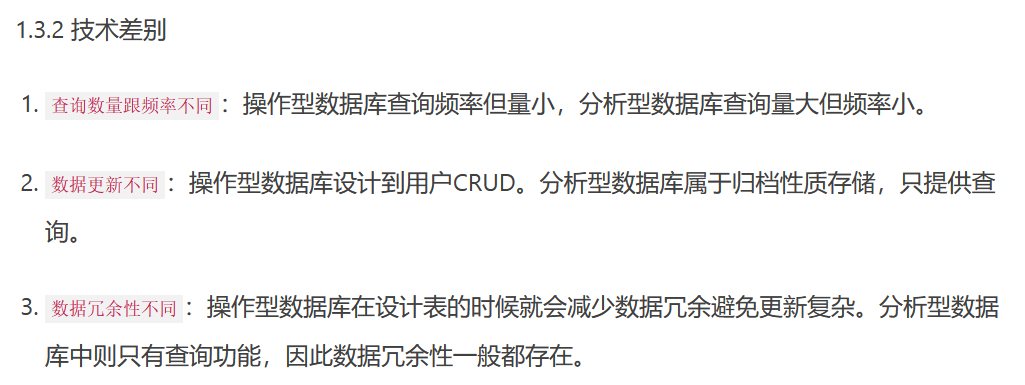 1.3.2 技术差别
1. 查询数量跟频率不同：操作型数据库查询频率但量小，分析型数据库查询量大但频率小。
2. 数据更新不同：操作型数据库设计到用户CRUD。分析型数据库属于归档性质存储，只提供查
询。
3. 数据冗余性不同：操作型数据库在设计表的时候就会减少数据冗余避免更新复杂。分析型数据
库中则只有查询功能，因此数据冗余性一般都存在。